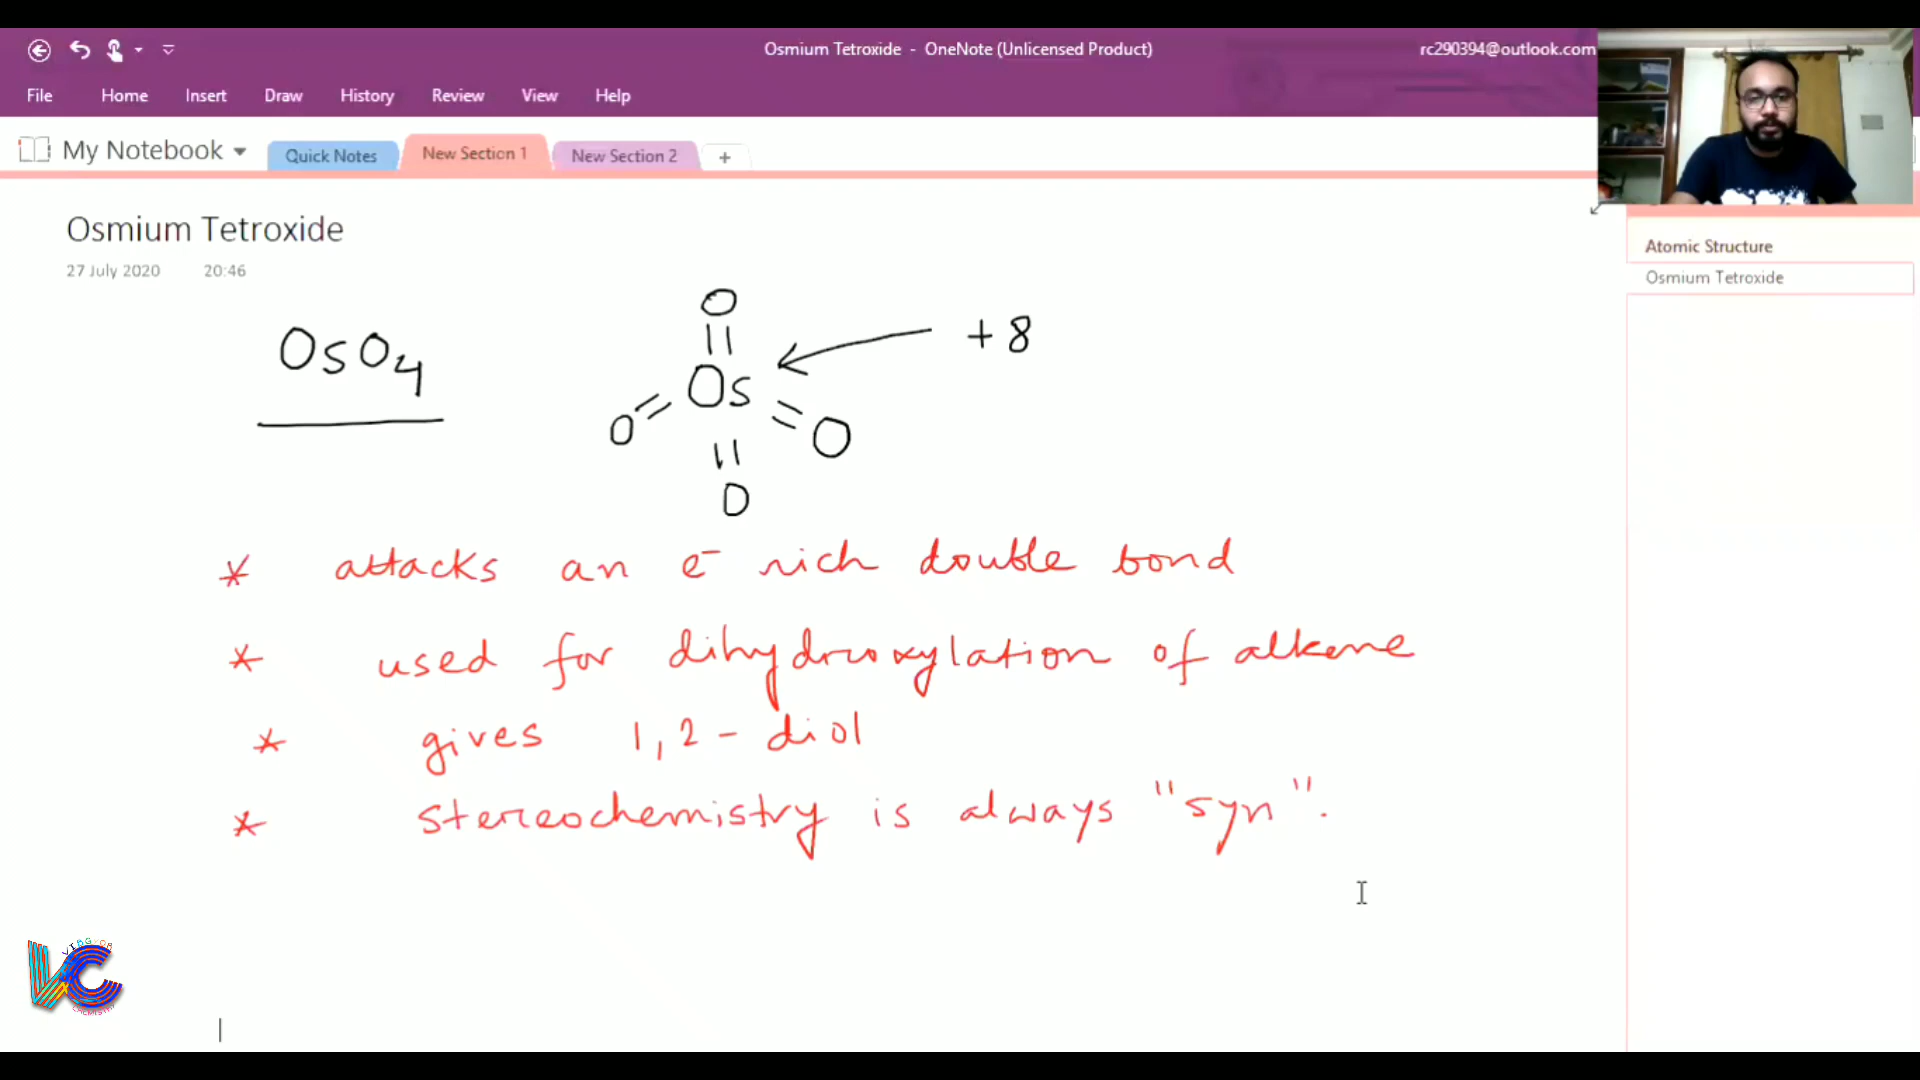 Osmium Tetroxide - OneNote (Unlicensed Product)
rc290394@outlook.com
File Home Insert Draw History Review View Help
My Notebook Quick Notes New Section 1 New Section 2 +
Osmium Tetroxide
27 July 2020 20:46
Atomic Structure
Osmium Tetroxide
OsO4
O
Os
O
O
O
+8
* attacks an e- rich double bond
* used for dihydroxylation of alkene
* gives 1,2-diol
* stereochemistry is always "syn".
VC
CHEMISTRY